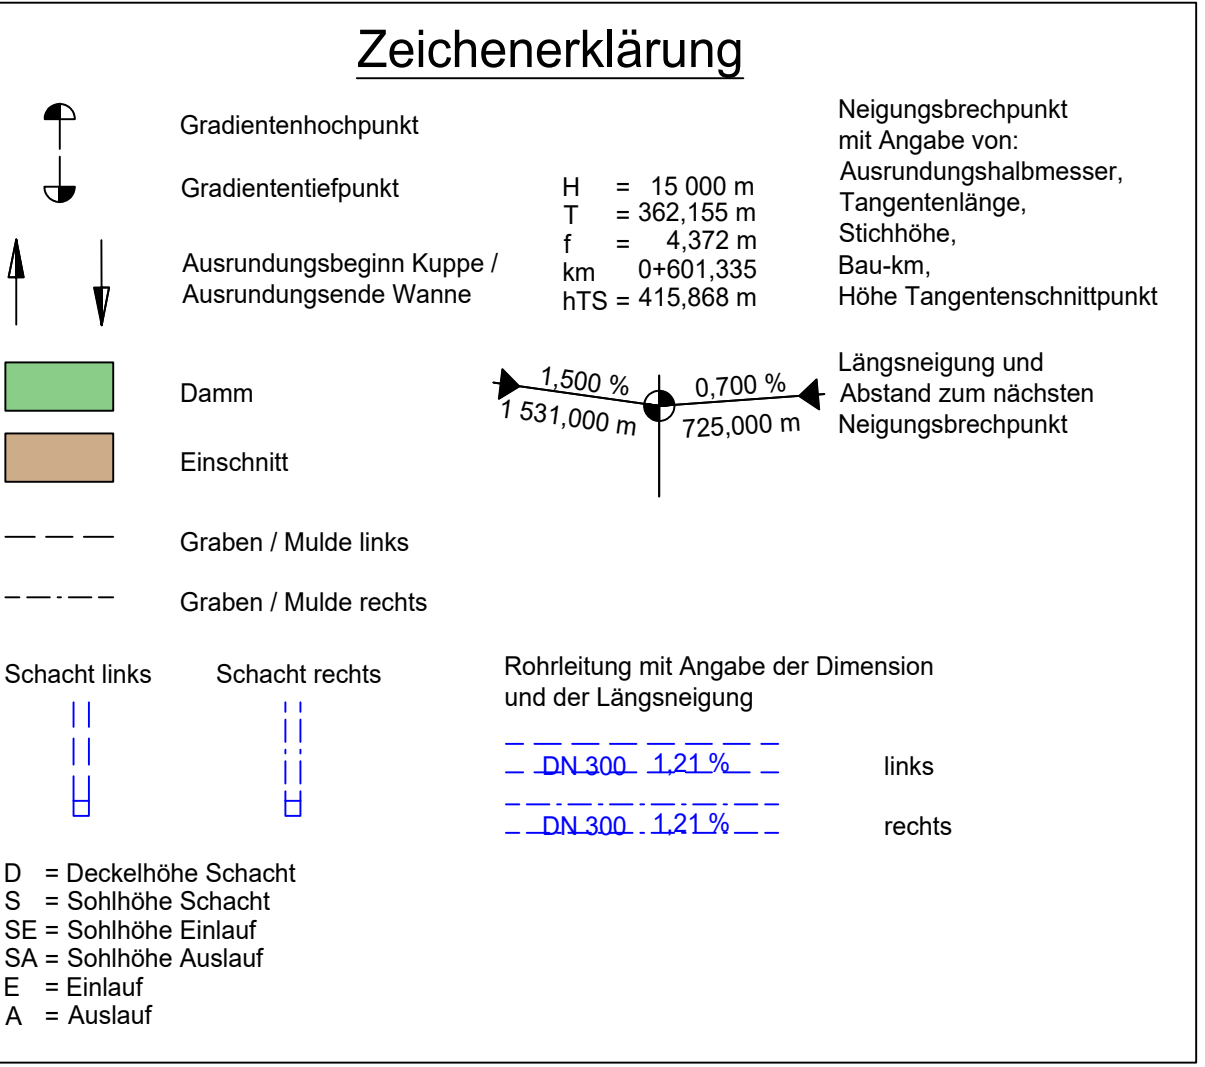 Zeichenerklärung
Gradientenhochpunkt
Gradiententiefpunkt
Ausrundungsbeginn Kuppe /
Ausrundungsende Wanne
Damm
Einschnitt
Graben / Mulde links
Graben / Mulde rechts
H = 15 000 m
T = 362,155 m
f = 4,372 m
km 0+601,335
hTS = 415,868 m
Neigungsbrechpunkt
mit Angabe von:
Ausrundungshalbmesser,
Tangentenlänge,
Stichhöhe,
Bau-km,
Höhe Tangentenschnittpunkt
1,500 %
1 531,000 m
0,700 %
725,000 m
Längsneigung und
Abstand zum nächsten
Neigungsbrechpunkt
Schacht links
Schacht rechts
Rohrleitung mit Angabe der Dimension
und der Längsneigung
DN 300 1,21 %
links
DN 300 1,21 %
rechts
D = Deckelhöhe Schacht
S = Sohlhöhe Schacht
SE = Sohlhöhe Einlauf
SA = Sohlhöhe Auslauf
E = Einlauf
A = Auslauf